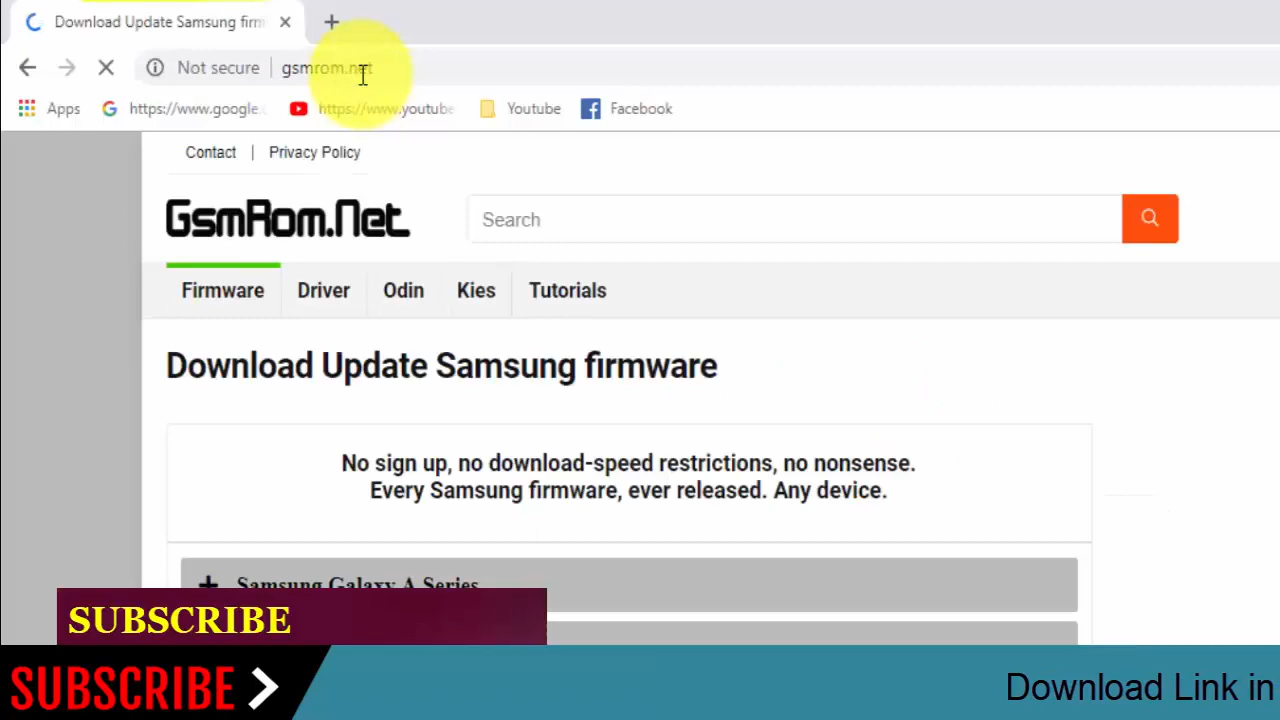 Download Update Samsung firm
Not secure | gsmrom.net
Apps https://www.google. https://www.youtube Youtube Facebook
Contact | Privacy Policy
GsmRom.Net Search
Firmware Driver Odin Kies Tutorials
Download Update Samsung firmware
No sign up, no download-speed restrictions, no nonsense.
Every Samsung firmware, ever released. Any device.
Samsung Galaxy A Series
SUBSCRIBE
SUBSCRIBE
Download Link in